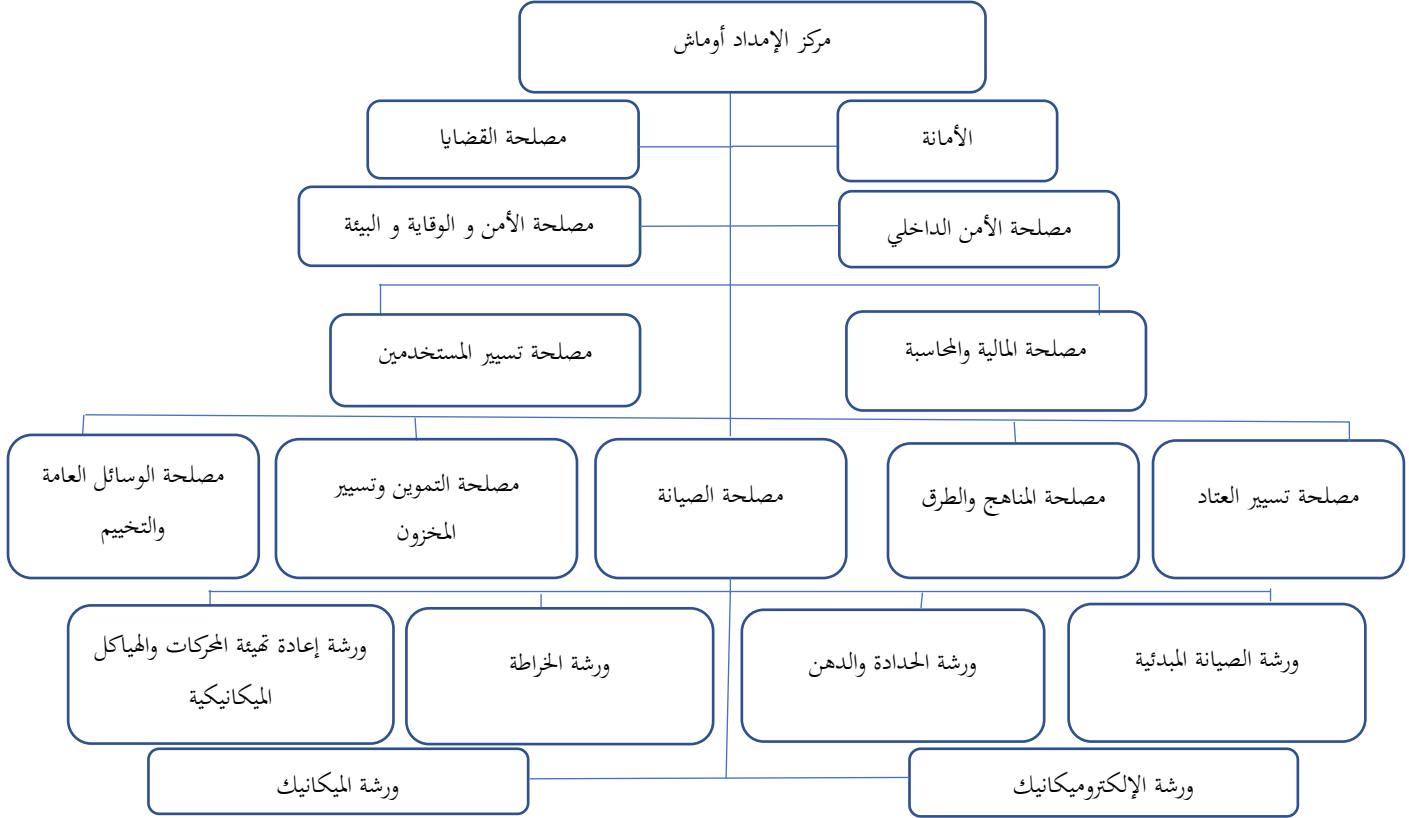 مركز الإمداد أوماش
الأمانة
مصلحة القضايا
مصلحة الأمن الداخلي
مصلحة الأمن و الوقاية و البيئة
مصلحة المالية والمحاسبة
مصلحة تسيير المستخدمين
مصلحة تسيير العتاد
مصلحة المناهج والطرق
مصلحة الصيانة
مصلحة التموين وتسيير
المخزون
مصلحة الوسائل العامة
والتخييم
ورشة الصيانة المبدئية
ورشة الحدادة والدهن
ورشة الخراطة
ورشة إعادة تهيئة المحركات والهياكل
الميكانيكية
ورشة الإلكتروميكانيك
ورشة الميكانيك